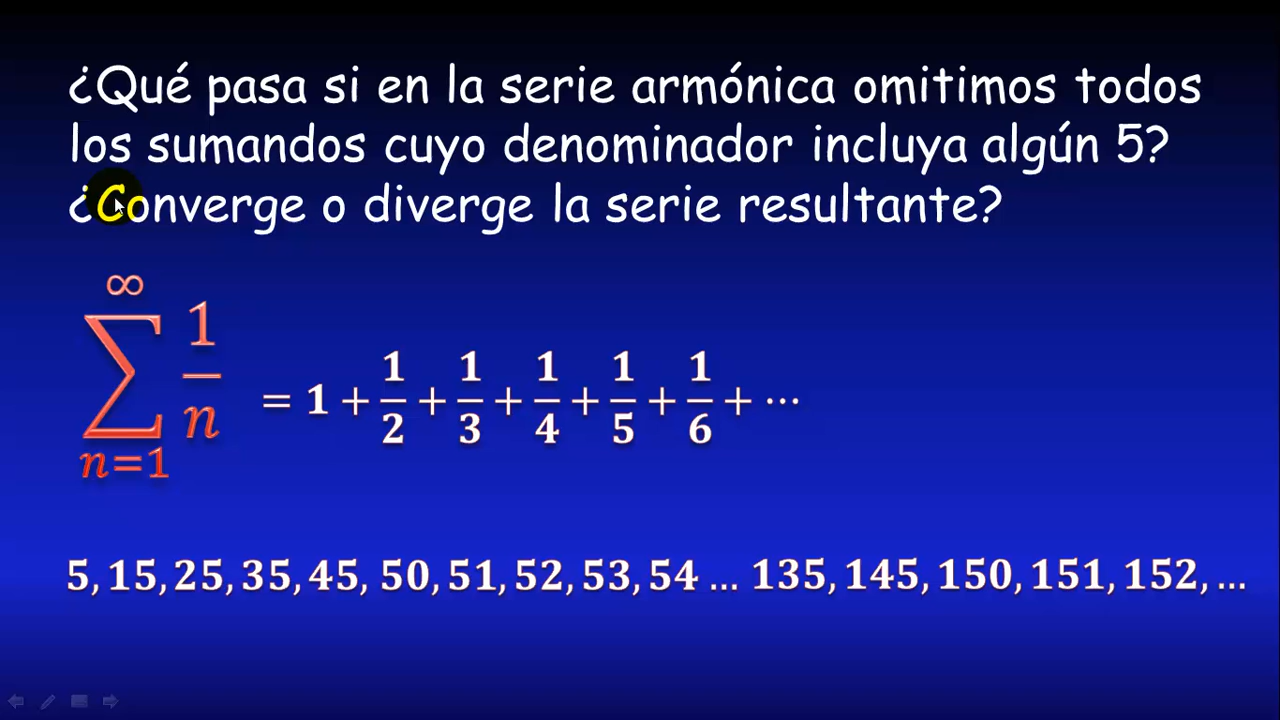 ¿Qué pasa si en la serie armónica omitimos todos
los sumandos cuyo denominador incluya algún 5?
¿Converge o diverge la serie resultante?
∑_{n=1}^{∞} 1/n = 1 + 1/2 + 1/3 + 1/4 + 1/5 + 1/6 + ⋯
5, 15, 25, 35, 45, 50, 51, 52, 53, 54 ... 135, 145, 150, 151, 152, ...